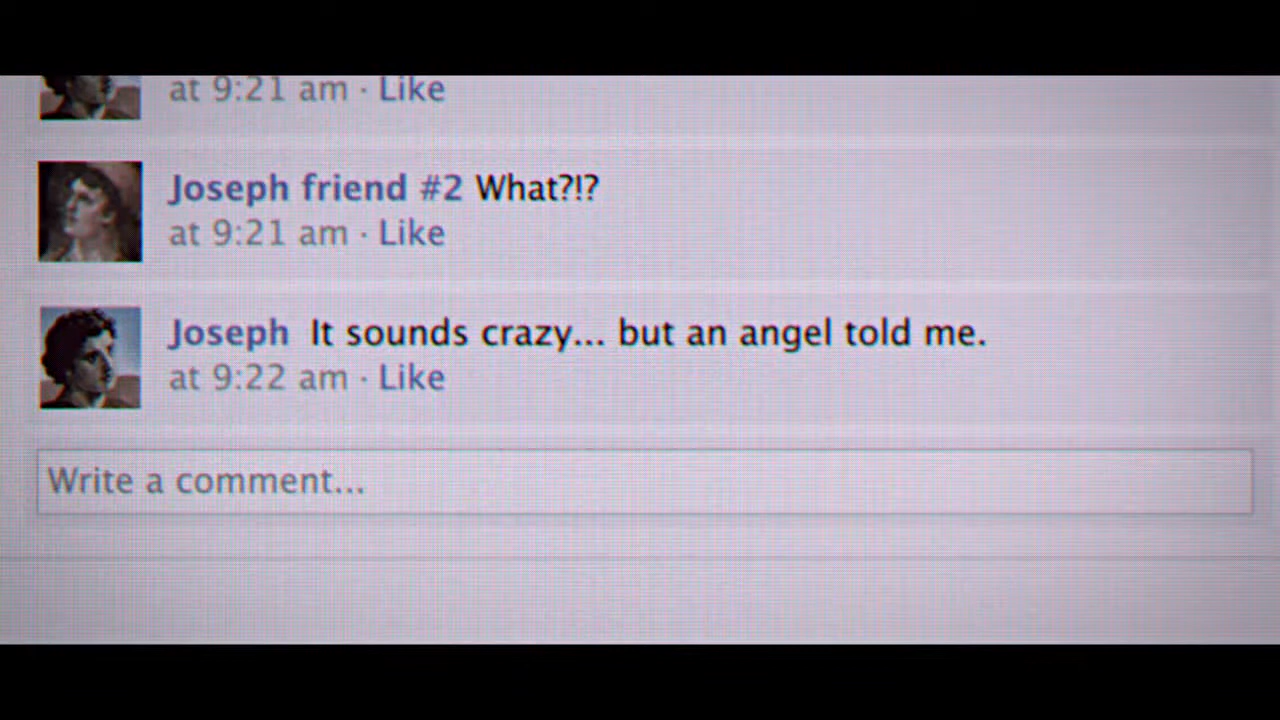 at 9:21 am · Like
Joseph friend #2 What?!?
at 9:21 am · Like
Joseph It sounds crazy... but an angel told me.
at 9:22 am · Like
Write a comment...